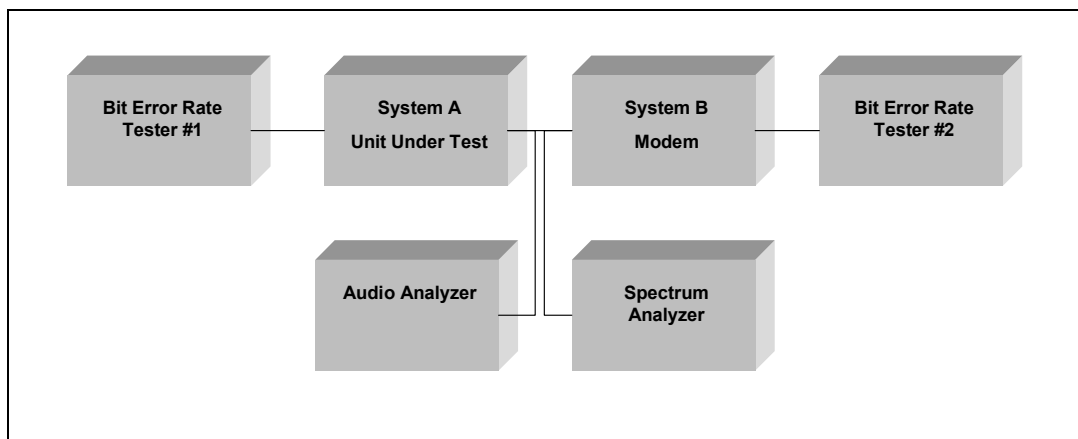 Bit Error Rate
Tester #1
System A
Unit Under Test
System B
Modem
Bit Error Rate
Tester #2
Audio Analyzer
Spectrum
Analyzer